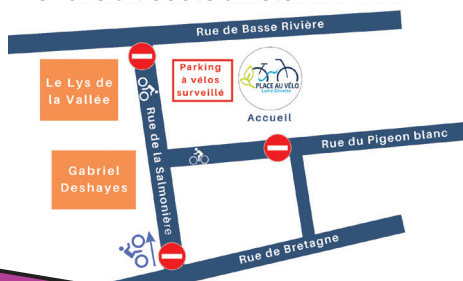 Rue de Basse Rivière
Le Lys de
la Vallée
Parking
à vélos
surveillé
PLACE AU VÉLO
Accueil
Rue de la Salmonière
Rue du Pigeon blanc
Gabriel
Deshayes
Rue de Bretagne